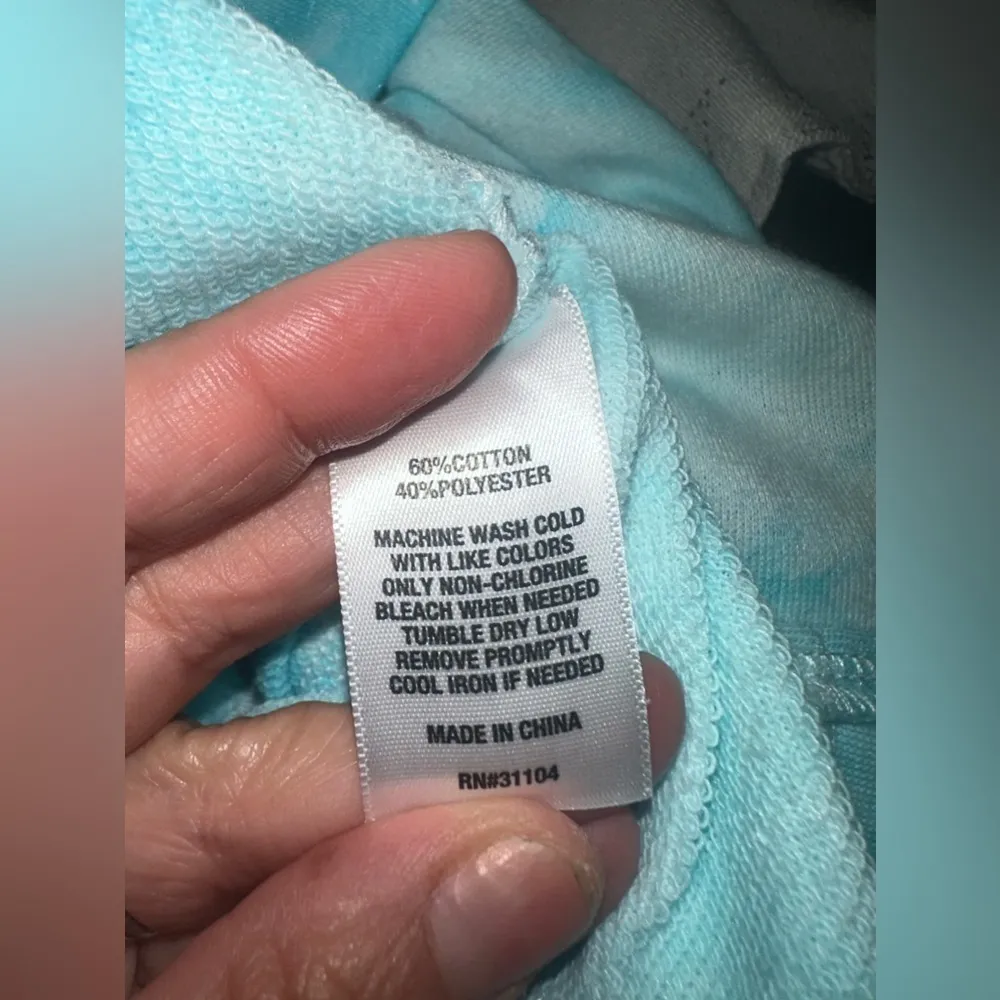 60%COTTON
40%POLYESTER
MACHINE WASH COLD
WITH LIKE COLORS
ONLY NON-CHLORINE
BLEACH WHEN NEEDED
TUMBLE DRY LOW
REMOVE PROMPTLY
COOL IRON IF NEEDED
MADE IN CHINA
RN#31104